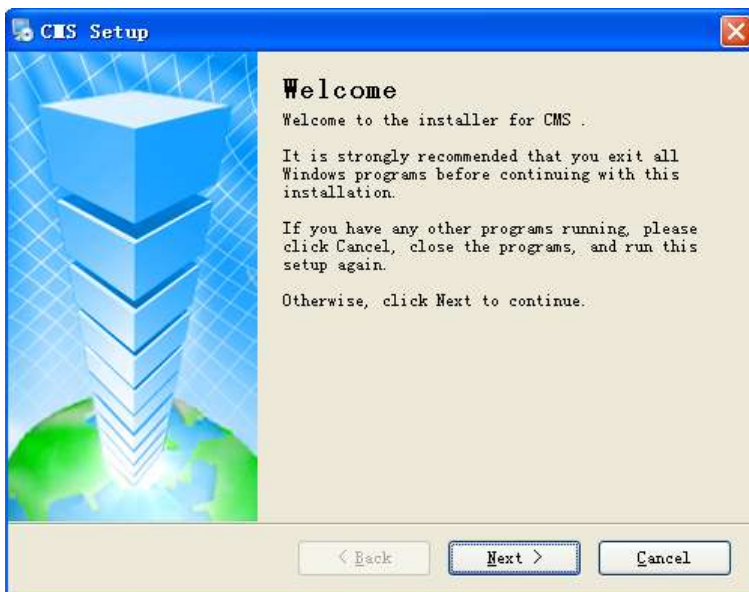 CMS Setup
Welcome
Welcome to the installer for CMS .
It is strongly recommended that you exit all
Windows programs before continuing with this
installation.
If you have any other programs running, please
click Cancel, close the programs, and run this
setup again.
Otherwise, click Next to continue.
< Back
Next >
Cancel